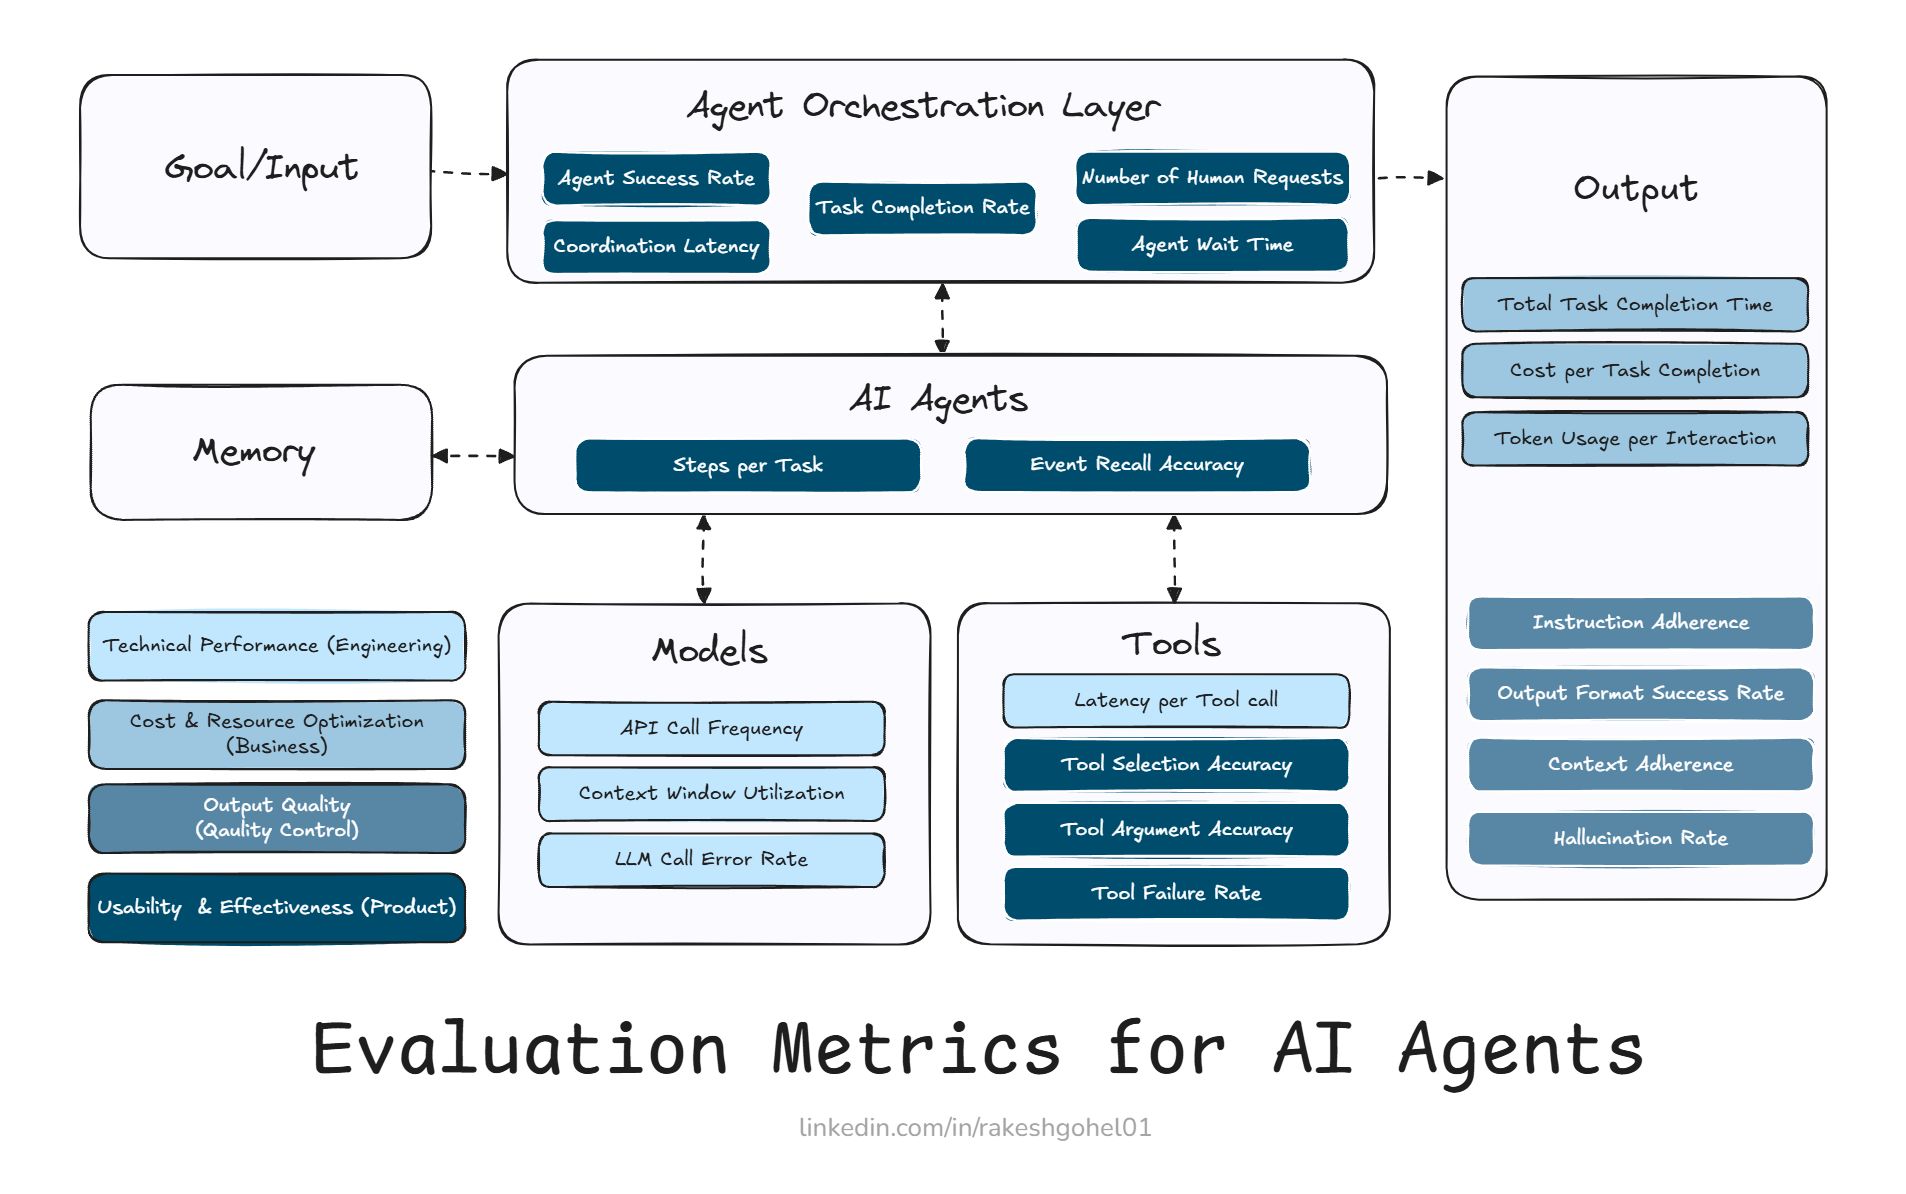 Goal/Input
Agent Orchestration Layer
Agent Success Rate
Coordination Latency
Task Completion Rate
Number of Human Requests
Agent Wait Time
Output
Total Task Completion Time
Cost per Task Completion
Token Usage per Interaction
Instruction Adherence
Output Format Success Rate
Context Adherence
Hallucination Rate
Memory
AI Agents
Steps per Task
Event Recall Accuracy
Technical Performance (Engineering)
Cost & Resource Optimization
(Business)
Output Quality
(Qaulity Control)
Usability & Effectiveness (Product)
Models
API Call Frequency
Context Window Utilization
LLM Call Error Rate
Tools
Latency per Tool call
Tool Selection Accuracy
Tool Argument Accuracy
Tool Failure Rate
Evaluation Metrics for AI Agents
linkedin.com/in/rakeshgohel01